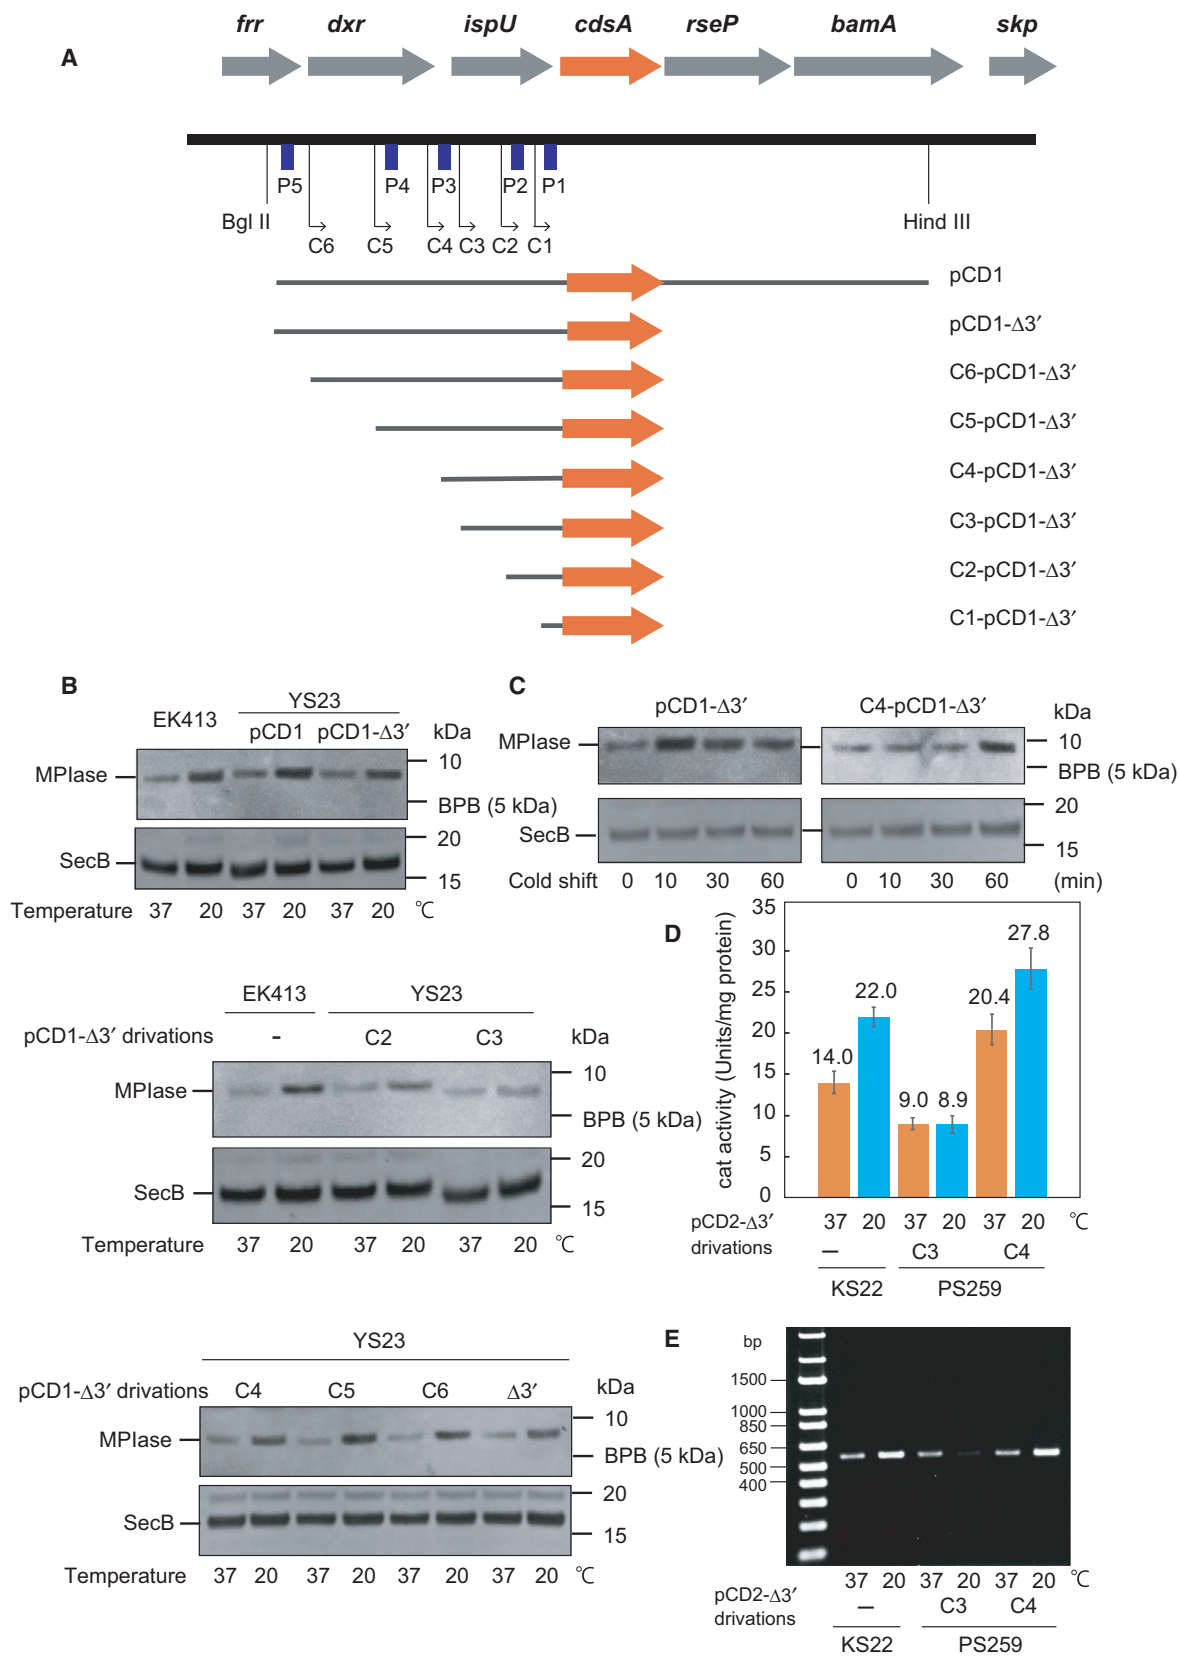 frr dxr ispU cdsA rseP bamA skp
A
P5 P4 P3 P2 P1
Bgl II Hind III
C6 C5 C4 C3 C2 C1
pCD1
pCD1-Δ3′
C6-pCD1-Δ3′
C5-pCD1-Δ3′
C4-pCD1-Δ3′
C3-pCD1-Δ3′
C2-pCD1-Δ3′
C1-pCD1-Δ3′
B
YS23
EK413
pCD1 pCD1-Δ3′ kDa
MPIase 10
BPB (5 kDa)
SecB 20
15
Temperature 37 20 37 20 37 20 ℃
EK413 YS23
pCD1-Δ3′ drivations - C2 C3 kDa
MPIase 10
BPB (5 kDa)
SecB 20
15
Temperature 37 20 37 20 37 20 ℃
YS23
pCD1-Δ3′ drivations C4 C5 C6 Δ3′ kDa
MPIase 10
BPB (5 kDa)
SecB 20
15
Temperature 37 20 37 20 37 20 37 20 ℃
C
pCD1-Δ3′ C4-pCD1-Δ3′ kDa
MPIase 10
BPB (5 kDa)
SecB 20
15
Cold shift 0 10 30 60 0 10 30 60 (min)
D
cat activity (Units/mg protein)
35
30
25
20
15
10
5
0
14.0 22.0 9.0 8.9 20.4 27.8
pCD2-Δ3′ 37 20 37 20 37 20 ℃
drivations – C3 C4
KS22 PS259
E
bp
1500
1000
850
650
500
400
37 20 37 20 37 20 ℃
pCD2-Δ3′
drivations – C3 C4
KS22 PS259